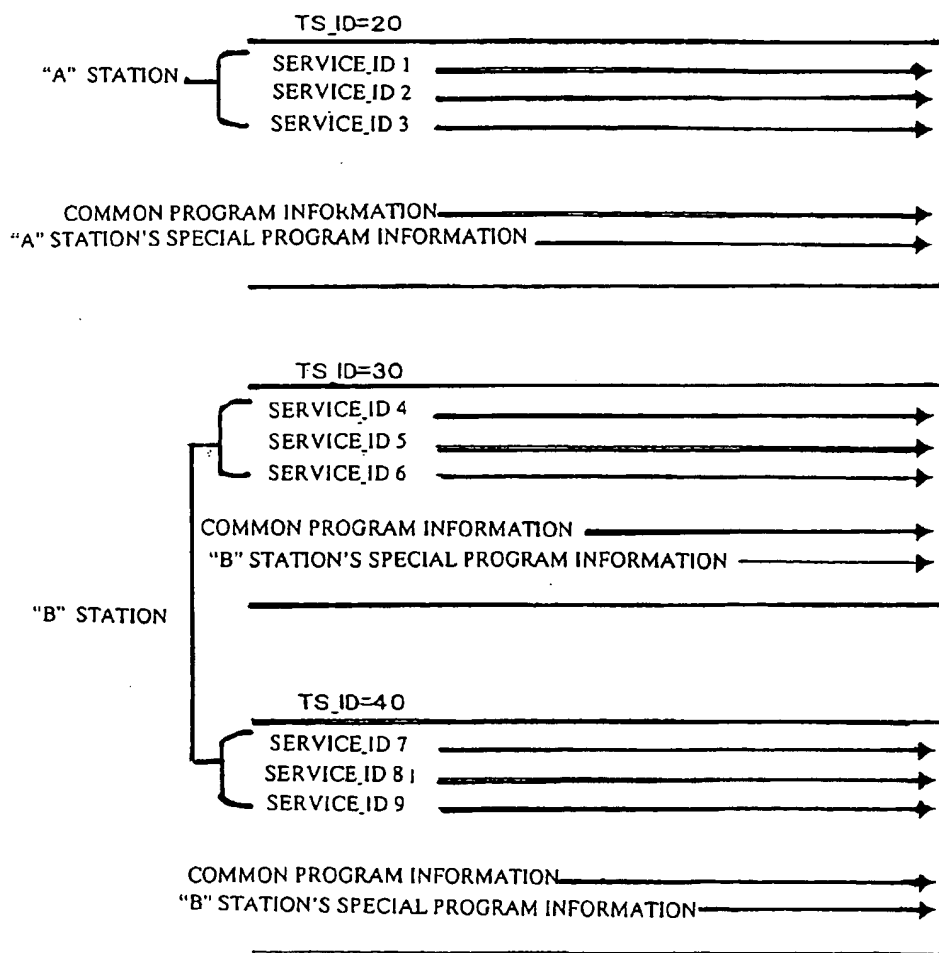 TS_ID=20
"A" STATION
SERVICE_ID 1
SERVICE_ID 2
SERVICE_ID 3
COMMON PROGRAM INFORMATION
"A" STATION'S SPECIAL PROGRAM INFORMATION
TS_ID=30
SERVICE_ID 4
SERVICE_ID 5
SERVICE_ID 6
COMMON PROGRAM INFORMATION
"B" STATION'S SPECIAL PROGRAM INFORMATION
"B" STATION
TS_ID=40
SERVICE_ID 7
SERVICE_ID 8
SERVICE_ID 9
COMMON PROGRAM INFORMATION
"B" STATION'S SPECIAL PROGRAM INFORMATION